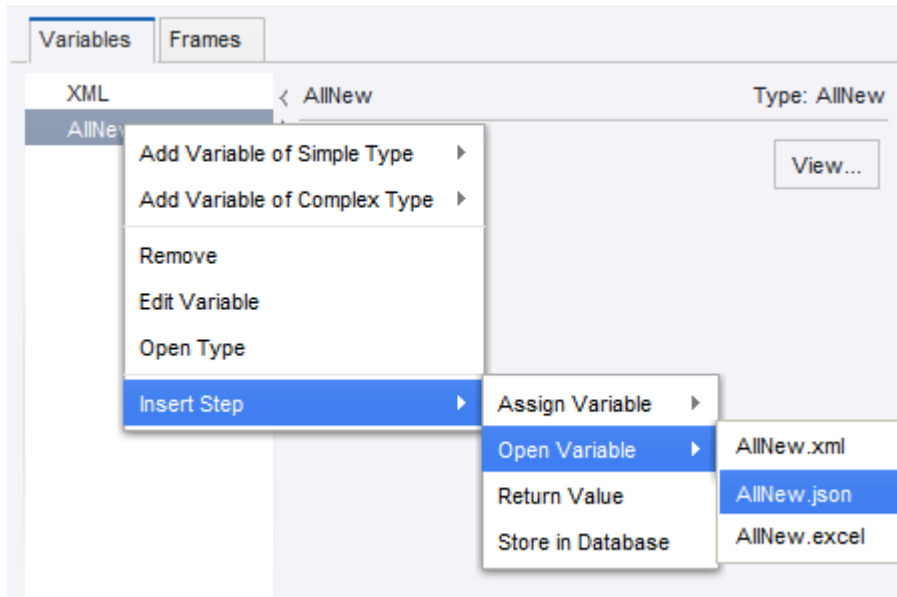 Variables Frames
XML
AllNew Type: AllNew
View...
Add Variable of Simple Type
Add Variable of Complex Type
Remove
Edit Variable
Open Type
Insert Step
Assign Variable
Open Variable
Return Value
Store in Database
AllNew.xml
AllNew.json
AllNew.excel